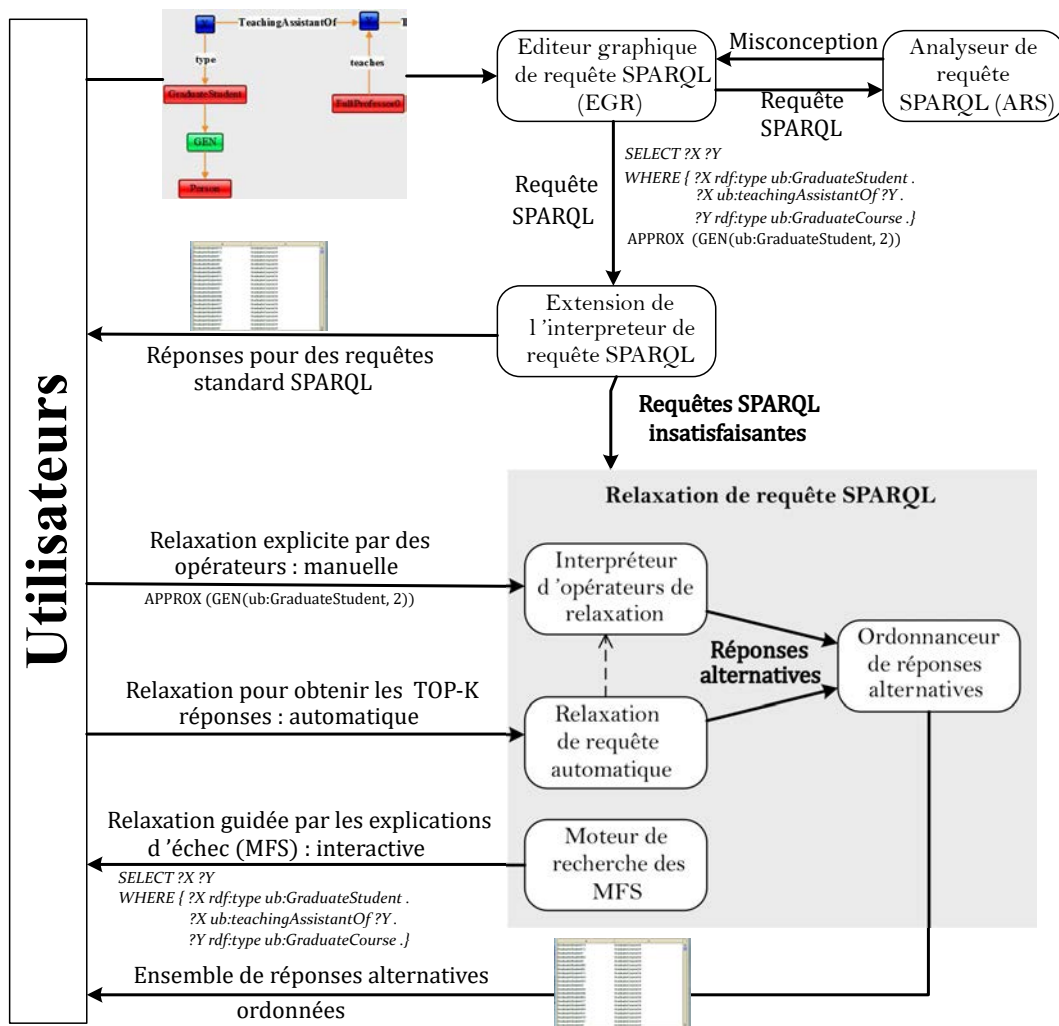 Utilisateurs
Y
TeachingAssistantOf
type
teaches
GraduateStudent
FullProfessor0
GEN
Person
Editeur graphique
de requête SPARQL
(EGR)
Misconception
Requête
SPARQL
Analyseur de
requête
SPARQL (ARS)
Requête
SPARQL
SELECT ?X ?Y
WHERE { ?X rdf:type ub:GraduateStudent .
?X ub:teachingAssistantOf ?Y .
?Y rdf:type ub:GraduateCourse .}
APPROX (GEN(ub:GraduateStudent, 2))
Extension de
l ’interpreteur de
requête SPARQL
Réponses pour des requêtes
standard SPARQL
Requêtes SPARQL
insatisfaisantes
Relaxation de requête SPARQL
Relaxation explicite par des
opérateurs : manuelle
APPROX (GEN(ub:GraduateStudent, 2))
Interpréteur
d ’opérateurs de
relaxation
Réponses
alternatives
Ordonnanceur
de réponses
alternatives
Relaxation pour obtenir les TOP-K
réponses : automatique
Relaxation
de requête
automatique
Relaxation guidée par les explications
d ’échec (MFS) : interactive
SELECT ?X ?Y
WHERE { ?X rdf:type ub:GraduateStudent .
?X ub:teachingAssistantOf ?Y .
?Y rdf:type ub:GraduateCourse .}
Moteur de
recherche des
MFS
Ensemble de réponses alternatives
ordonnées